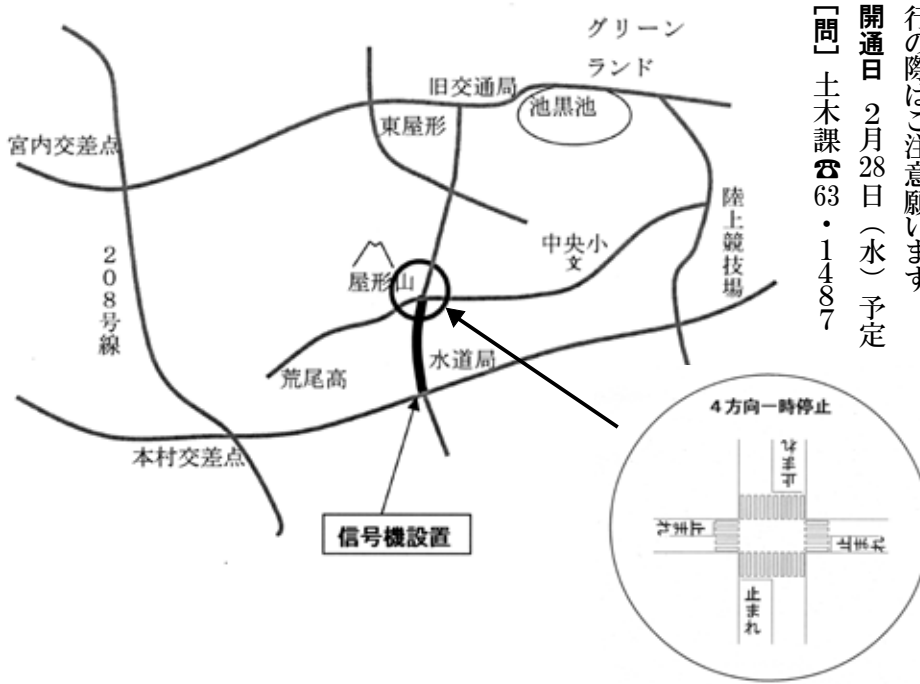 行の際はご注意願います
開通日 2月28日（水）予定
［問］土木課☎63・1487
グリーン
ランド
旧交通局
池黒池
東屋形
宮内交差点
陸上競技場
中央小
文
208号線
屋形山
水道局
荒尾高
本村交差点
信号機設置
4方向一時停止
止まれ
止まれ
止まれ
止まれ